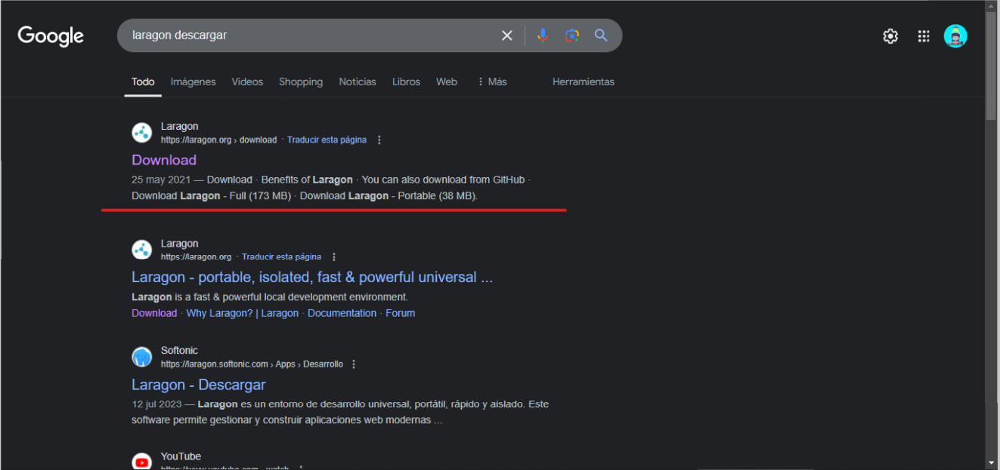 Google
laragon descargar
Todo Imágenes Videos Shopping Noticias Libros Web Más Herramientas
Laragon
https://laragon.org › download · Traducir esta página
Download
25 may 2021 — Download · Benefits of Laragon · You can also download from GitHub ·
Download Laragon - Full (173 MB) · Download Laragon - Portable (38 MB).
Laragon
https://laragon.org · Traducir esta página
Laragon - portable, isolated, fast & powerful universal ...
Laragon is a fast & powerful local development environment.
Download · Why Laragon? | Laragon · Documentation · Forum
Softonic
https://laragon.softonic.com › Apps › Desarrollo
Laragon - Descargar
12 jul 2023 — Laragon es un entorno de desarrollo universal, portátil, rápido y aislado. Este
software permite gestionar y construir aplicaciones web modernas ...
YouTube
https://www.youtube.com › watch